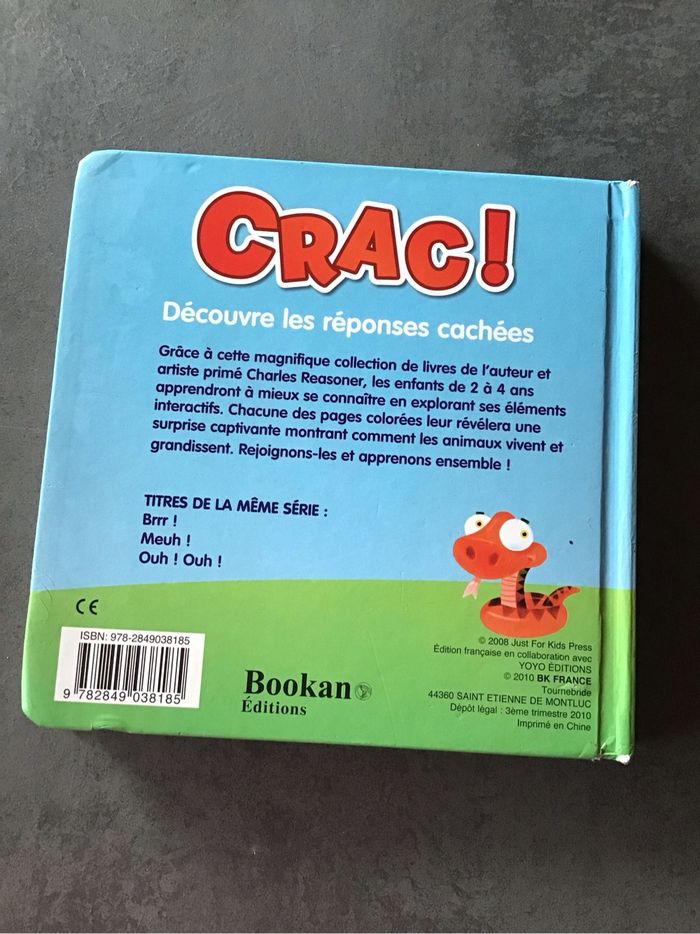 CRAC!
Découvre les réponses cachées
Grâce à cette magnifique collection de livres de l'auteur et
artiste primé Charles Reasoner, les enfants de 2 à 4 ans
apprendront à mieux se connaître en explorant ses éléments
interactifs. Chacune des pages colorées leur révélera une
surprise captivante montrant comment les animaux vivent et
grandissent. Rejoignons-les et apprenons ensemble !
TITRES DE LA MÊME SÉRIE :
Brrr !
Meuh !
Ouh ! Ouh !
CE
ISBN: 978-2849038185
9 782849 038185
Bookan
Éditions
© 2008 Just For Kids Press
Édition française en collaboration avec
YOYO ÉDITIONS
© 2010 BK FRANCE
Tournebride
44360 SAINT ETIENNE DE MONTLUC
Dépôt légal : 3ème trimestre 2010
Imprimé en Chine